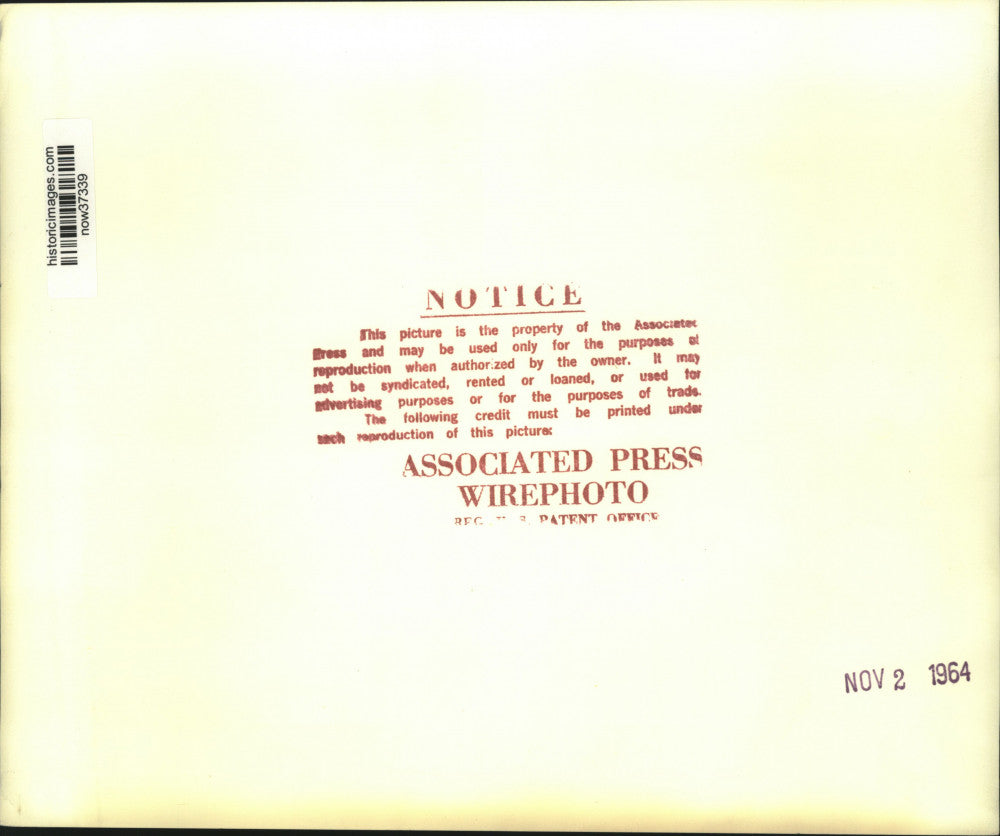 historicimages.com
now37339
NOTICE
This picture is the property of the Associated
Press and may be used only for the purposes of
reproduction when authorized by the owner. It may
not be syndicated, rented or loaned, or used for
advertising purposes or for the purposes of trade.
The following credit must be printed under
each reproduction of this picture:
ASSOCIATED PRESS
WIREPHOTO
REG. U. S. PATENT OFFICE
NOV 2 1964